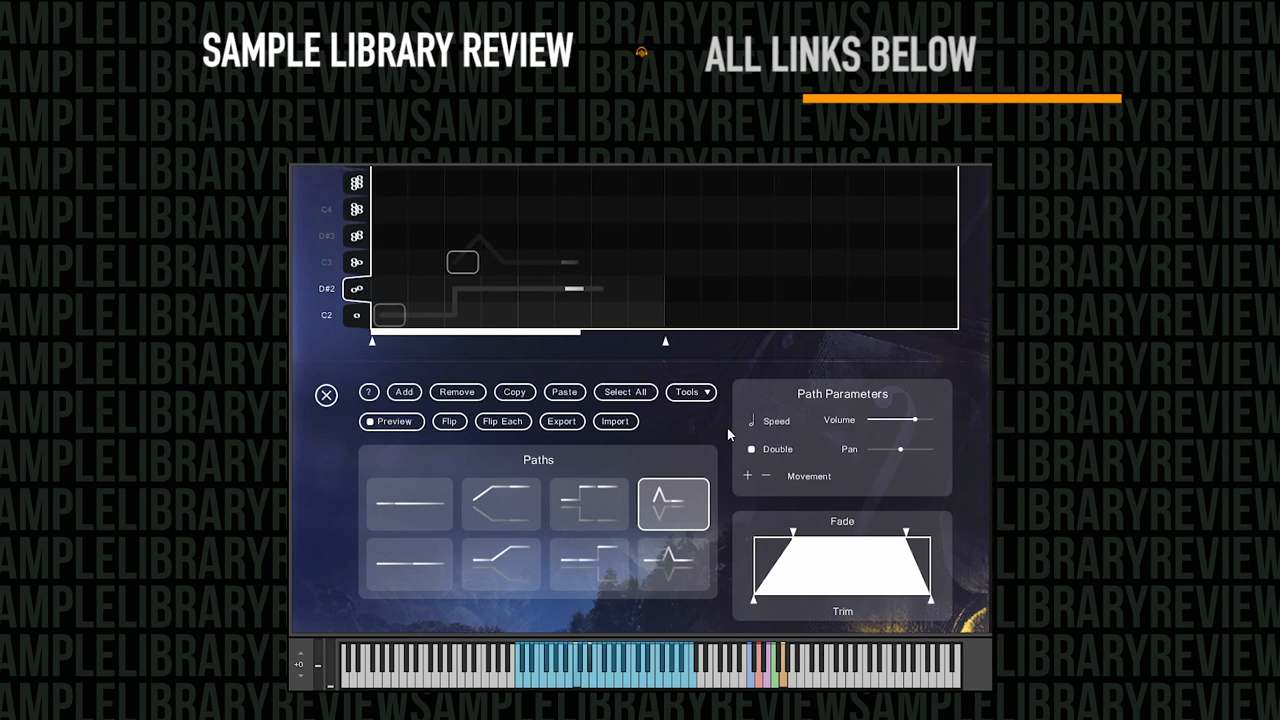 SAMPLE LIBRARY REVIEW
ALL LINKS BELOW
C4
D#3
C3
D#2
C2
? Add Remove Copy Paste Select All Tools
Preview Flip Flip Each Export Import
Paths
Path Parameters
Speed Volume
Double Pan
+ − Movement
Fade
Trim
+0